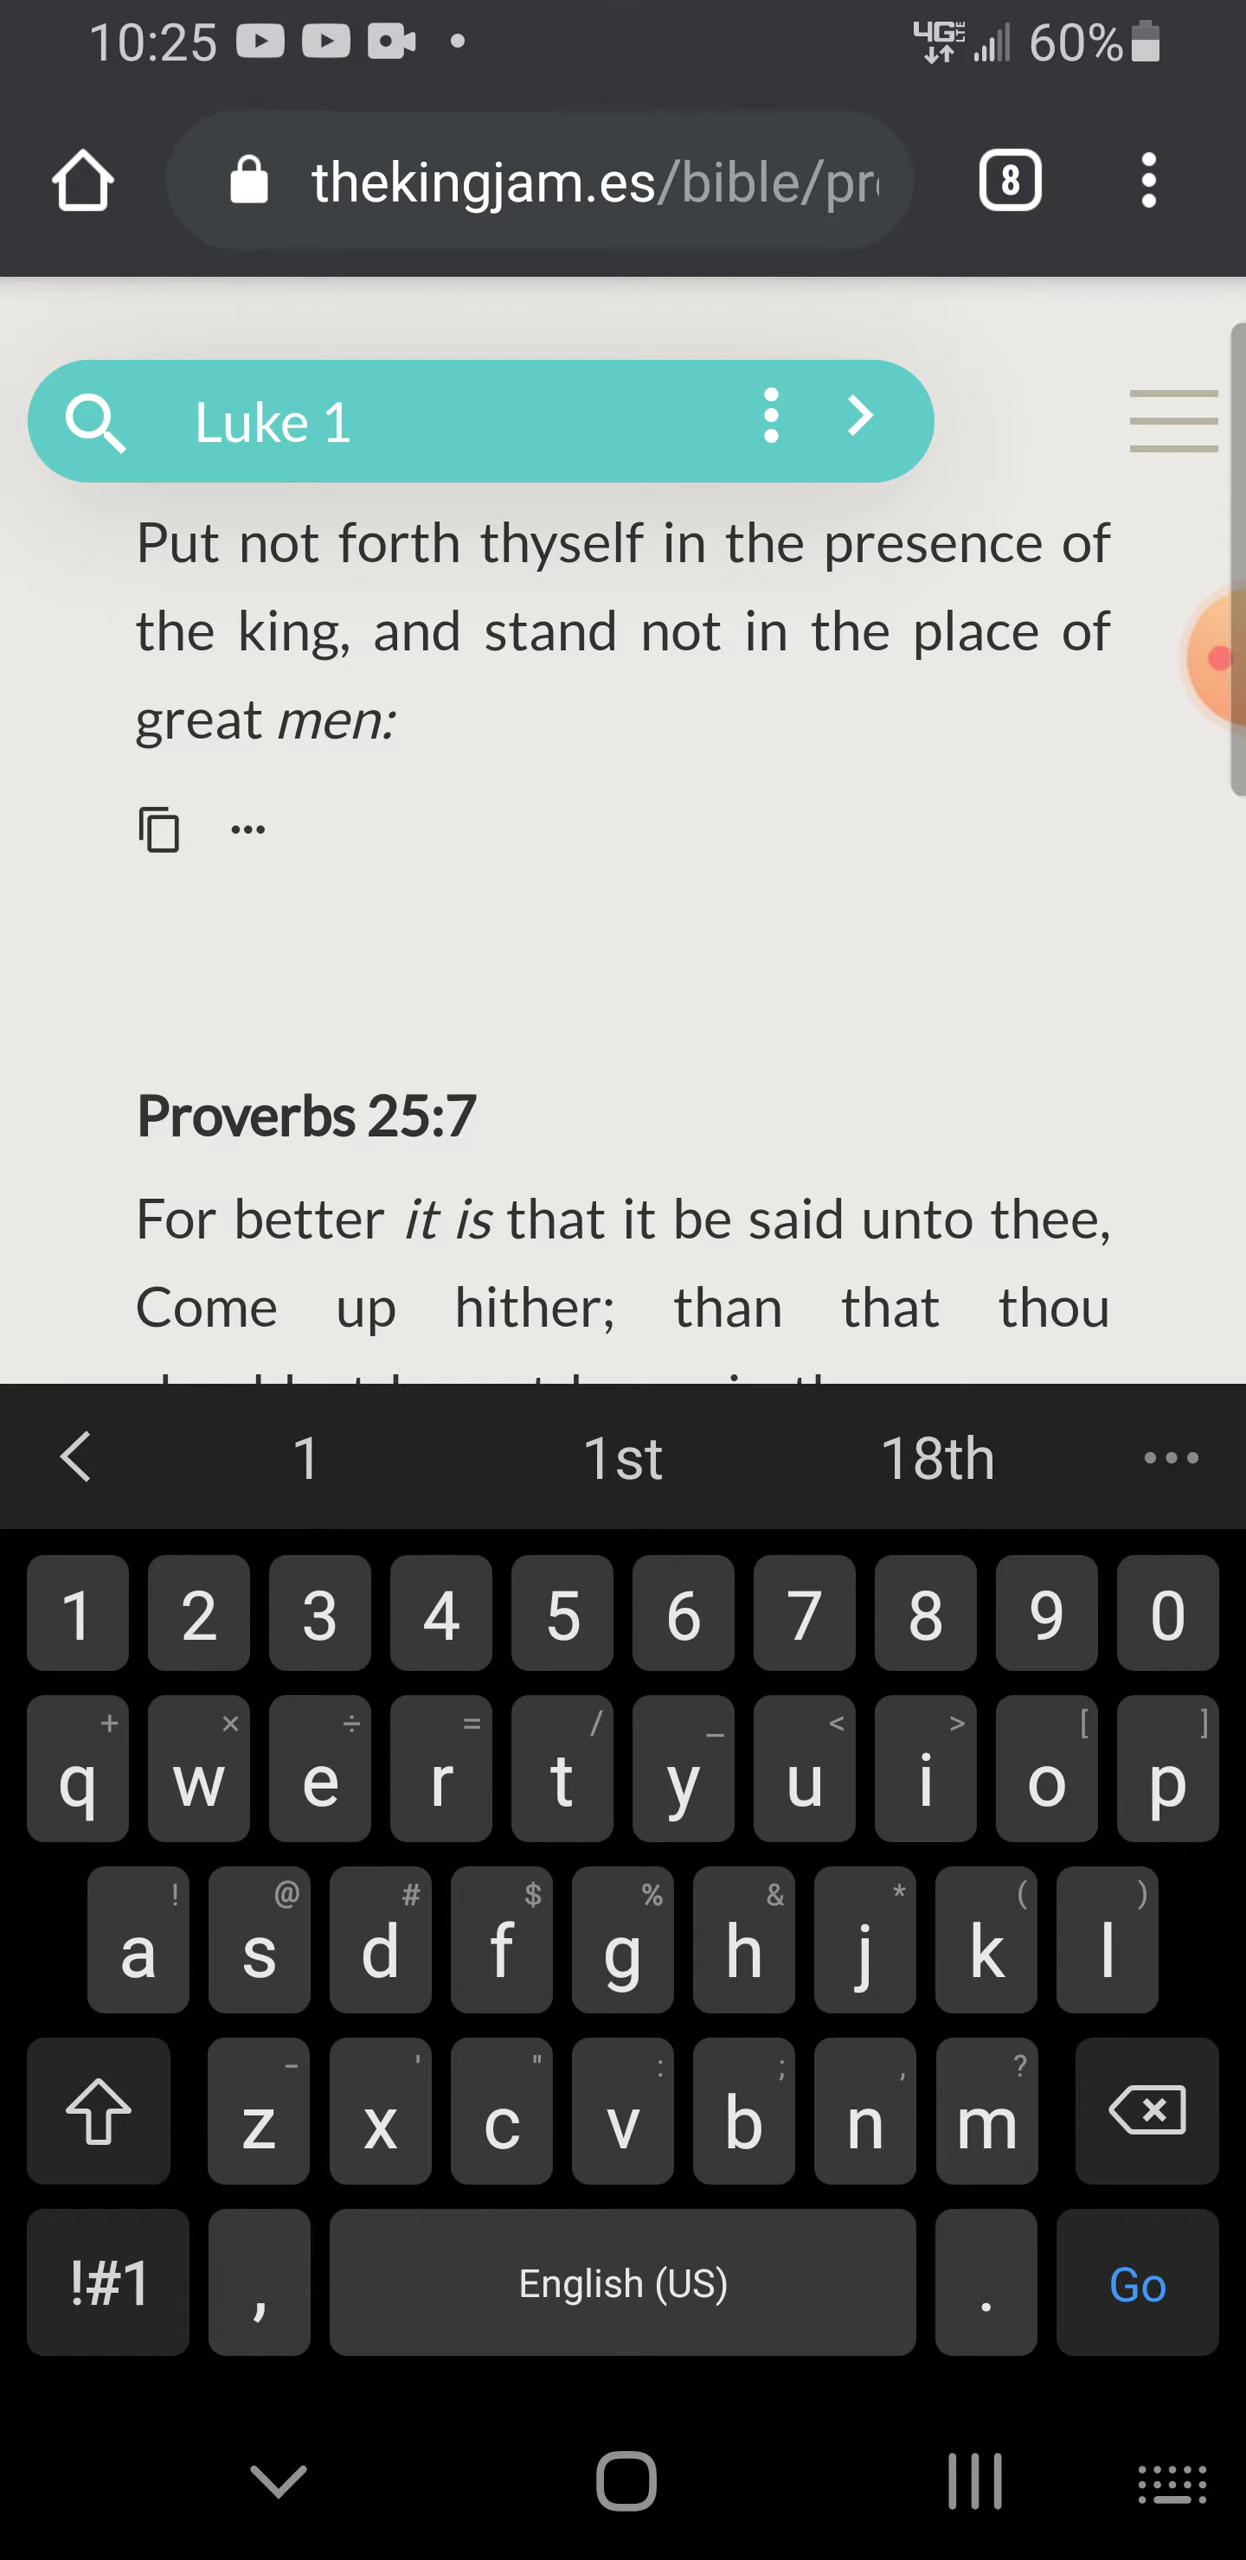 10:25 4G LTE 60%
thekingjam.es/bible/pr
8
Luke 1
Put not forth thyself in the presence of
the king, and stand not in the place of
great men:
Proverbs 25:7
For better it is that it be said unto thee,
Come up hither; than that thou
1 1st 18th
1 2 3 4 5 6 7 8 9 0
+ × ÷ = / _ < > [ ]
q w e r t y u i o p
! @ # $ % & * ( )
a s d f g h j k l
- ' " : ; , ?
z x c v b n m
!#1 , English (US) . Go